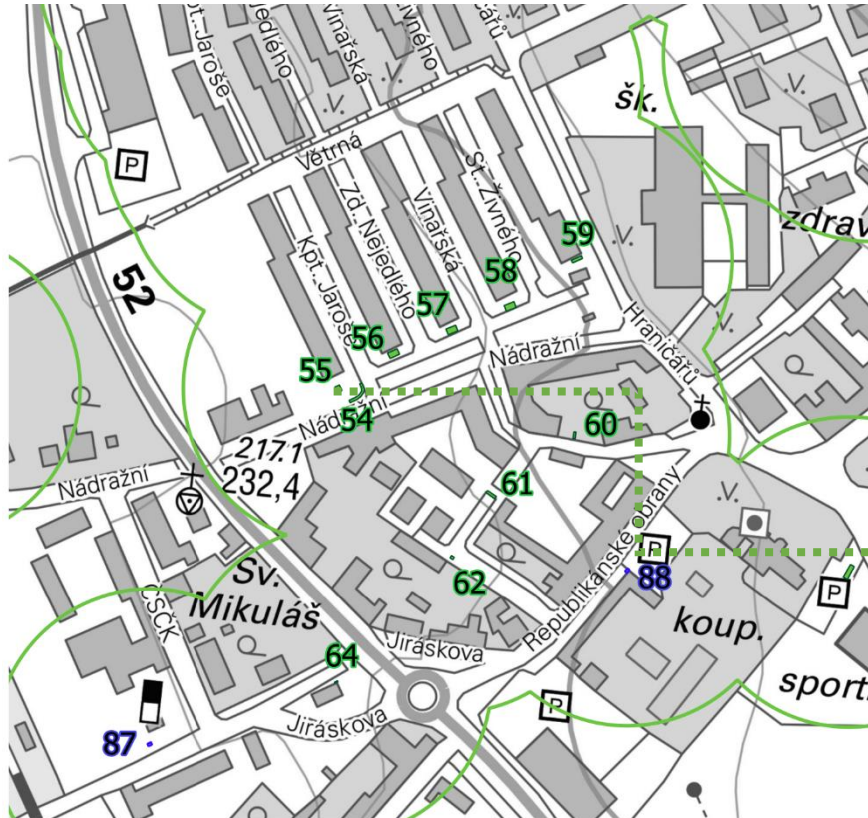 Kpt. Jaroše
Nejedlého
Vinařská
Živného
čářů
šk.
P
Větrná
St. Živného
Zd. Nejedlého
Vinařská
Kpt. Jaroše
59
zdrav
58
57
56
55
52
Hraničářů
Nádražní
54
Nádražní
60
217.1
232,4
Nádražní
61
Republikánské obrany
P
88
62
P
Sv.
Mikuláš
ČSČK
koup.
Jiráskova
64
sport
Jiráskova
P
87